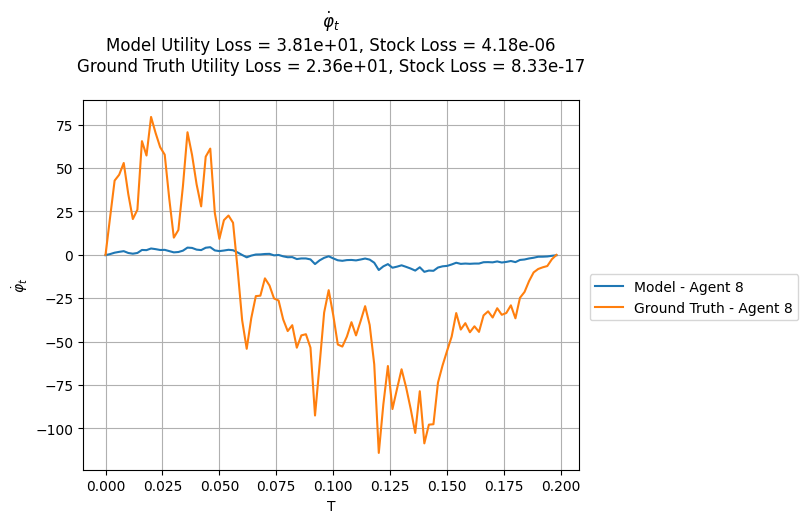 φ̇ₜ
Model Utility Loss = 3.81e+01, Stock Loss = 4.18e-06
Ground Truth Utility Loss = 2.36e+01, Stock Loss = 8.33e-17
φ̇ₜ
75
50
25
0
−25
−50
−75
−100
0.000 0.025 0.050 0.075 0.100 0.125 0.150 0.175 0.200
T
Model - Agent 8
Ground Truth - Agent 8